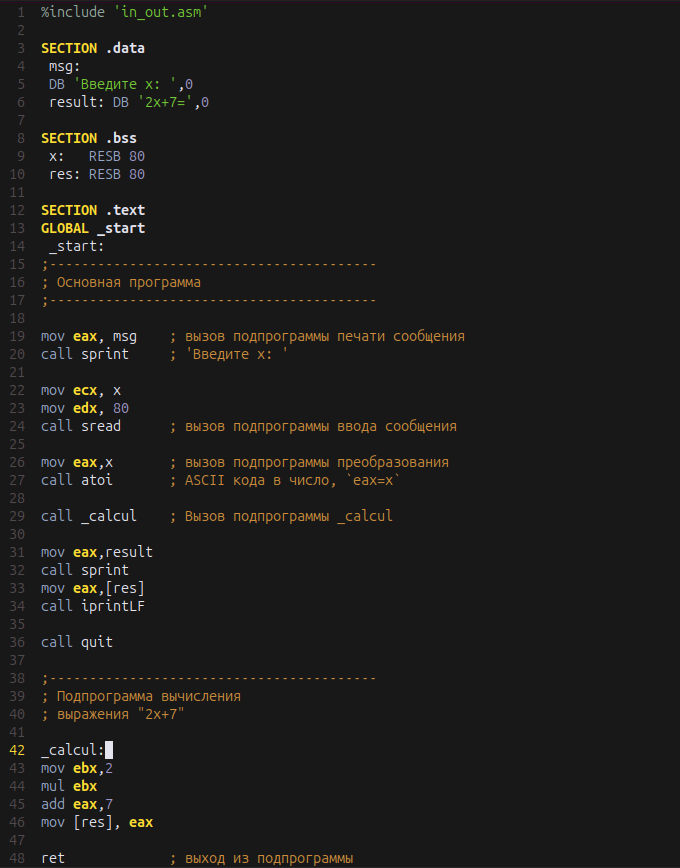 1 %include 'in_out.asm'
2
3 SECTION .data
4 msg:
5 DB 'Введите x: ',0
6 result: DB '2x+7=',0
7
8 SECTION .bss
9 x:   RESB 80
10 res: RESB 80
11
12 SECTION .text
13 GLOBAL _start
14 _start:
15 ;-----------------------------------------
16 ; Основная программа
17 ;-----------------------------------------
18
19 mov eax, msg    ; вызов подпрограммы печати сообщения
20 call sprint     ; 'Введите x: '
21
22 mov ecx, x
23 mov edx, 80
24 call sread      ; вызов подпрограммы ввода сообщения
25
26 mov eax,x       ; вызов подпрограммы преобразования
27 call atoi       ; ASCII кода в число, `eax=x`
28
29 call _calcul    ; Вызов подпрограммы _calcul
30
31 mov eax,result
32 call sprint
33 mov eax,[res]
34 call iprintLF
35
36 call quit
37
38 ;-----------------------------------------
39 ; Подпрограмма вычисления
40 ; выражения "2x+7"
41
42 _calcul:
43 mov ebx,2
44 mul ebx
45 add eax,7
46 mov [res], eax
47
48 ret             ; выход из подпрограммы